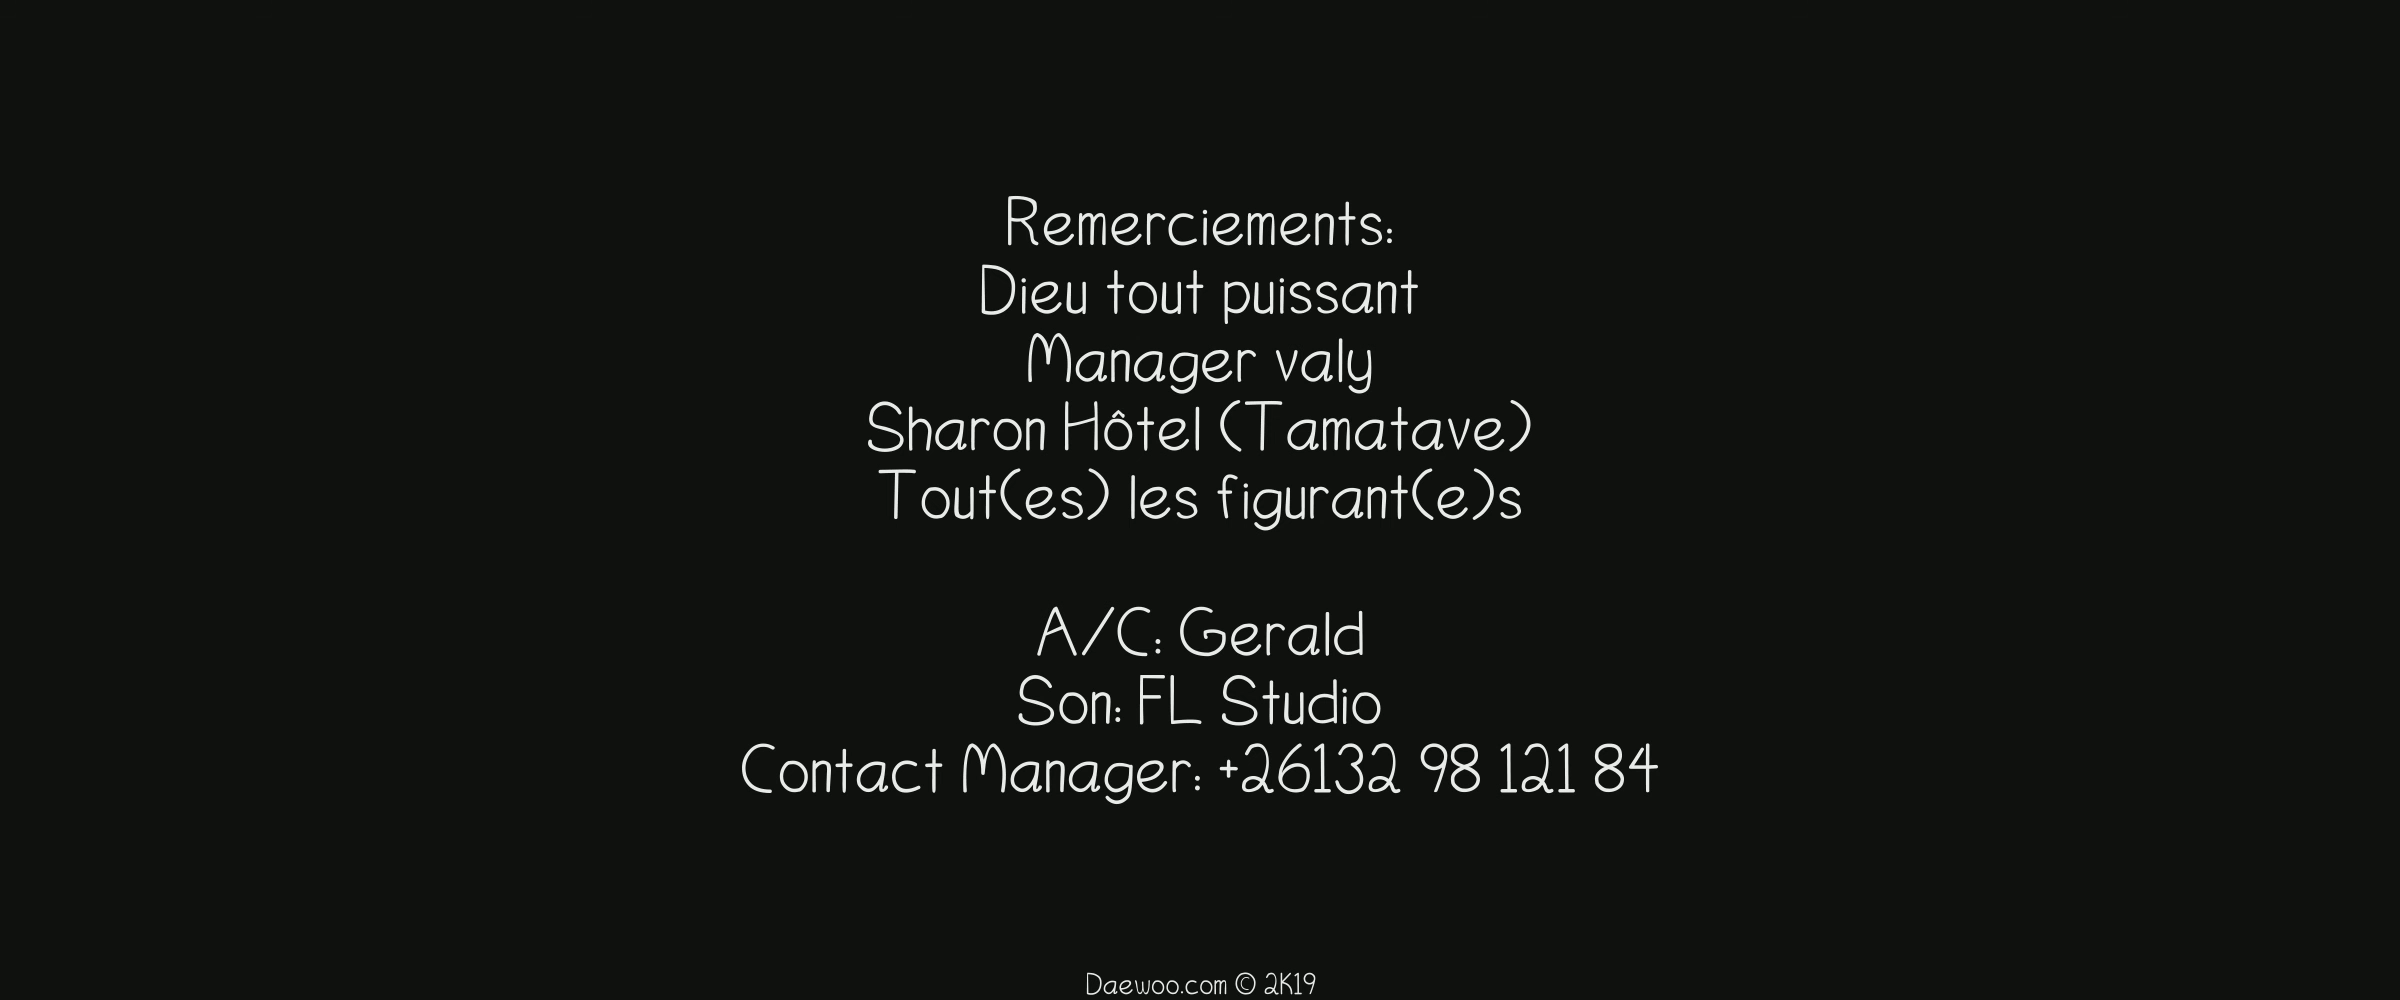 Remerciements:
Dieu tout puissant
Manager valy
Sharon Hôtel (Tamatave)
Tout(es) les figurant(e)s
A/C: Gerald
Son: FL Studio
Contact Manager: +26132 98 121 84
Daewoo.com © 2K19